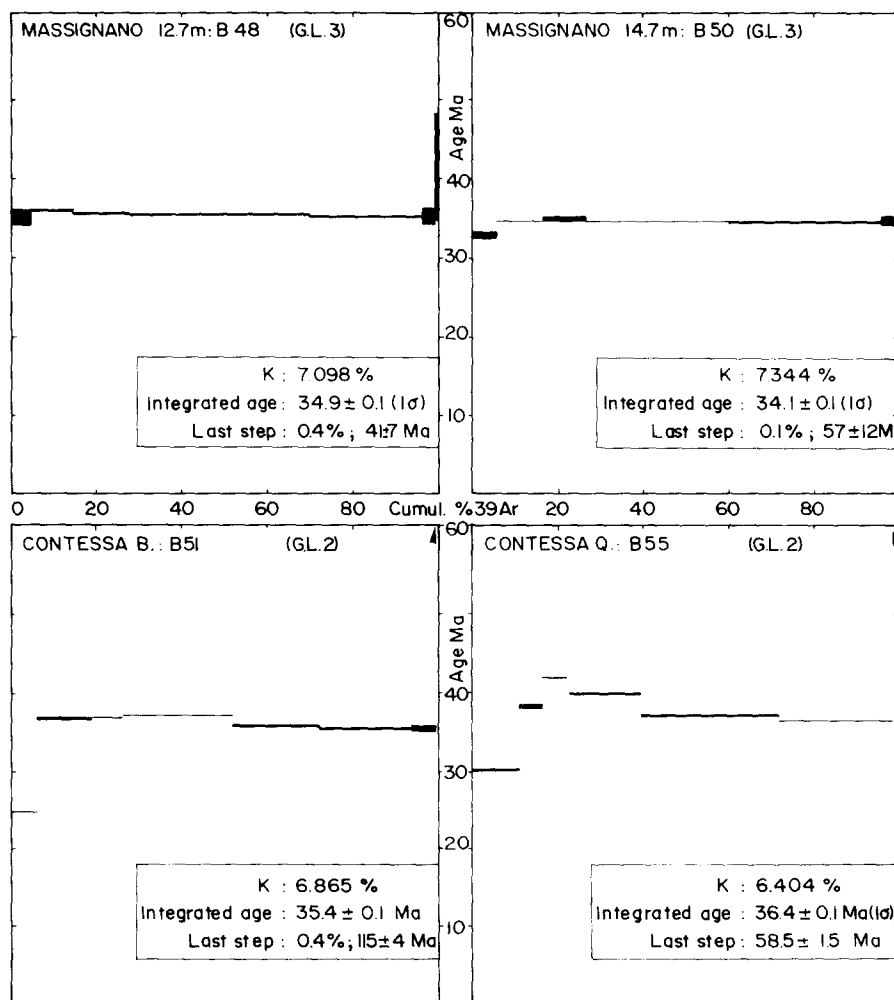 MASSIGNANO 12.7m: B 48 (G.L.3)
K : 7.098 %
Integrated age : 34.9 ± 0.1 (1σ)
Last step : 0.4% ; 41±7 Ma
60
Age Ma
40
30
20
10
MASSIGNANO 14.7m: B 50 (G.L.3)
K : 7.344 %
Integrated age : 34.1 ± 0.1 (1σ)
Last step : 0.1% ; 57±12M
0 20 40 60 80 Cumul. %39Ar 20 40 60 80
CONTESSA B.: B51 (G.L.2)
K : 6.865 %
Integrated age : 35.4 ± 0.1 Ma
Last step : 0.4% ; 115±4 Ma
60
Age Ma
40
30
20
10
CONTESSA Q.: B55 (G.L.2)
K : 6.404 %
Integrated age : 36.4 ± 0.1 Ma(1σ)
Last step : 58.5 ± 1.5 Ma